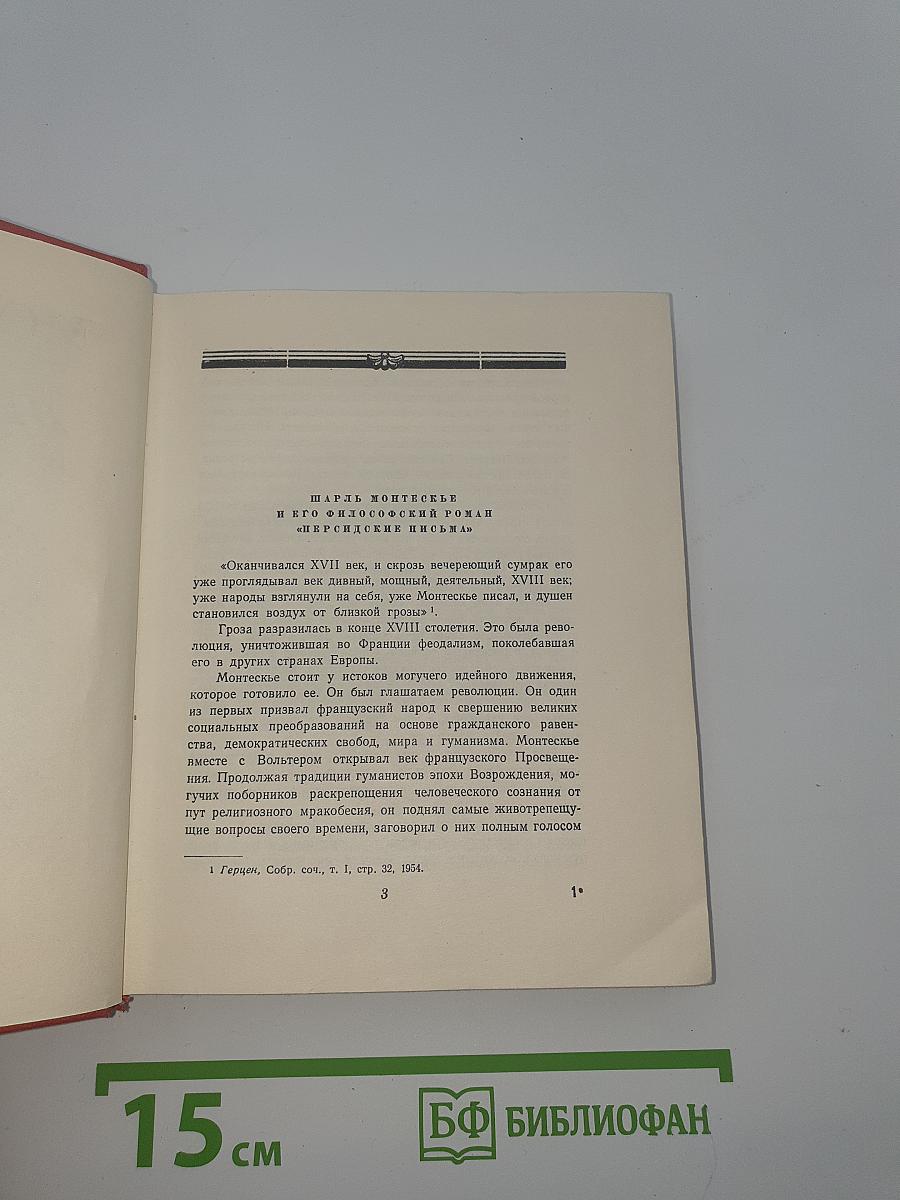 ШАРЛЬ МОНТЕСКЬЕ
И ЕГО ФИЛОСОФСКИЙ РОМАН
«ПЕРСИДСКИЕ ПИСЬМА»
«Оканчивался XVII век, и скрозь вечереющий сумрак его
уже проглядывал век дивный, мощный, деятельный, XVIII век;
уже народы взглянули на себя, уже Монтескье писал, и душен
становился воздух от близкой грозы» 1.
Гроза разразилась в конце XVIII столетия. Это была рево-
люция, уничтожившая во Франции феодализм, поколебавшая
его в других странах Европы.
Монтескье стоит у истоков могучего идейного движения,
которое готовило ее. Он был глашатаем революции. Он один
из первых призвал французский народ к свершению великих
социальных преобразований на основе гражданского равен-
ства, демократических свобод, мира и гуманизма. Монтескье
вместе с Вольтером открывал век французского Просвеще-
ния. Продолжая традиции гуманистов эпохи Возрождения, мо-
гучих поборников раскрепощения человеческого сознания от
пут религиозного мракобесия, он поднял самые животрепещу-
щие вопросы своего времени, заговорил о них полным голосом
1 Герцен, Собр. соч., т. I, стр. 32, 1954.
3 1*
15 см
БФ БИБЛИОФАН